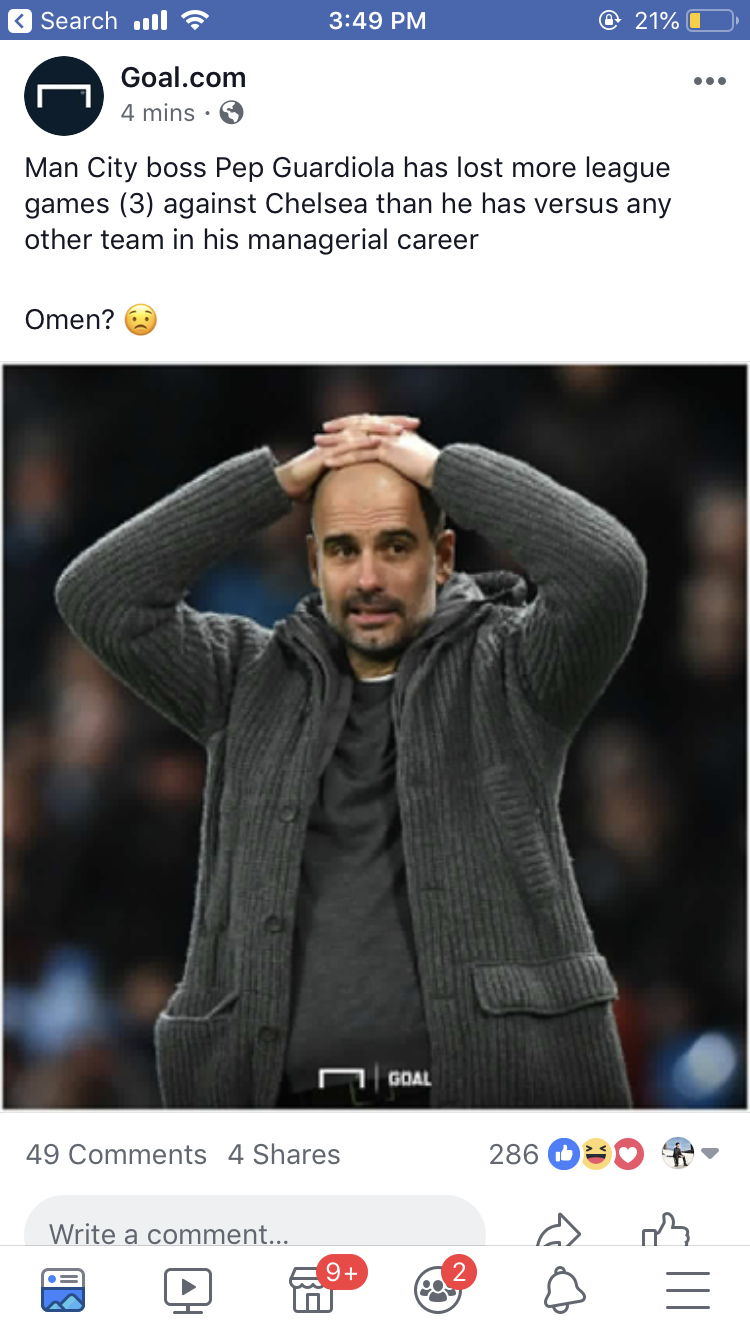 Search 3:49 PM 21%
Goal.com
4 mins ·
Man City boss Pep Guardiola has lost more league
games (3) against Chelsea than he has versus any
other team in his managerial career
Omen? 😟
GOAL
49 Comments 4 Shares 286
Write a comment...
9+ 2